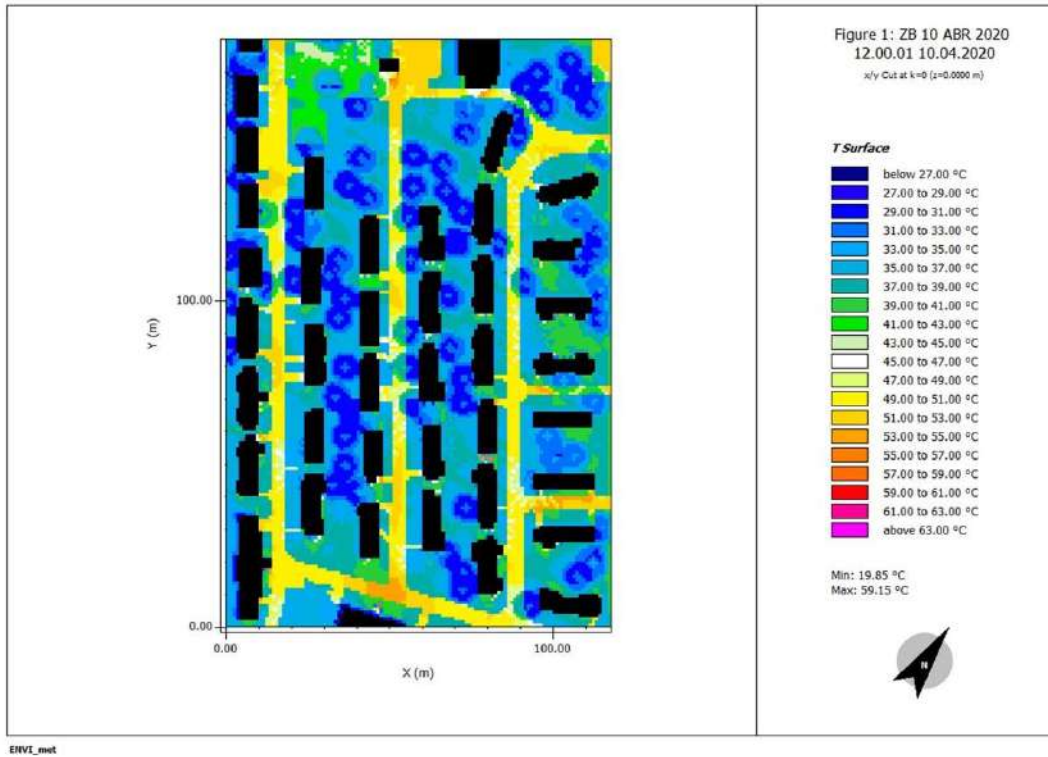 Figure 1: ZB 10 ABR 2020
12.00.01 10.04.2020
x/y Cut at k=0 (z=0.0000 m)
T Surface
below 27.00 °C
27.00 to 29.00 °C
29.00 to 31.00 °C
31.00 to 33.00 °C
33.00 to 35.00 °C
35.00 to 37.00 °C
37.00 to 39.00 °C
39.00 to 41.00 °C
41.00 to 43.00 °C
43.00 to 45.00 °C
45.00 to 47.00 °C
47.00 to 49.00 °C
49.00 to 51.00 °C
51.00 to 53.00 °C
53.00 to 55.00 °C
55.00 to 57.00 °C
57.00 to 59.00 °C
59.00 to 61.00 °C
61.00 to 63.00 °C
above 63.00 °C
Min: 19.85 °C
Max: 59.15 °C
N
100.00
Y (m)
0.00
0.00 100.00
X (m)
ENVI_met